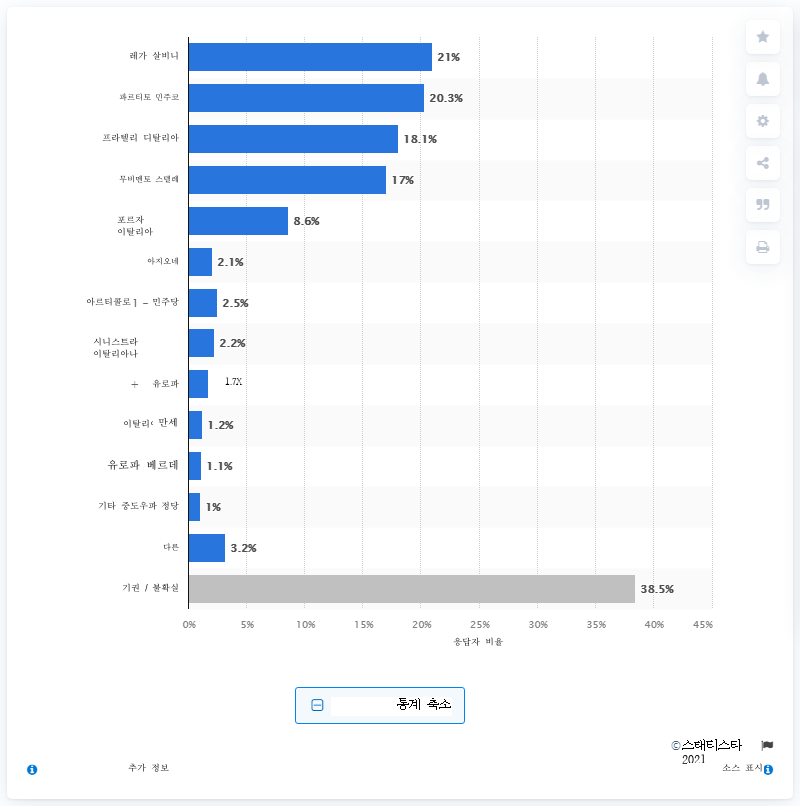 레가 살비니
21%
파르티토 민주코
20.3%
프라텔리 디탈리아
18.1%
무비멘토 스텔레
17%
포르자
이탈리아
8.6%
아지오네
2.1%
아르티콜로1 – 민주당
2.5%
시니스트라
이탈리아나
2.2%
+ 유로파
1.7X
이탈리( 만세
1.2%
유로파 베르데
1.1%
기타 중도우파 정당
1%
다른
3.2%
기권 / 불확실
38.5%
0% 5% 10% 15% 20% 25% 30% 35% 40% 45%
응답자 비율
통계 축소
©스태티스타
2021
추가 정보
소스 표시